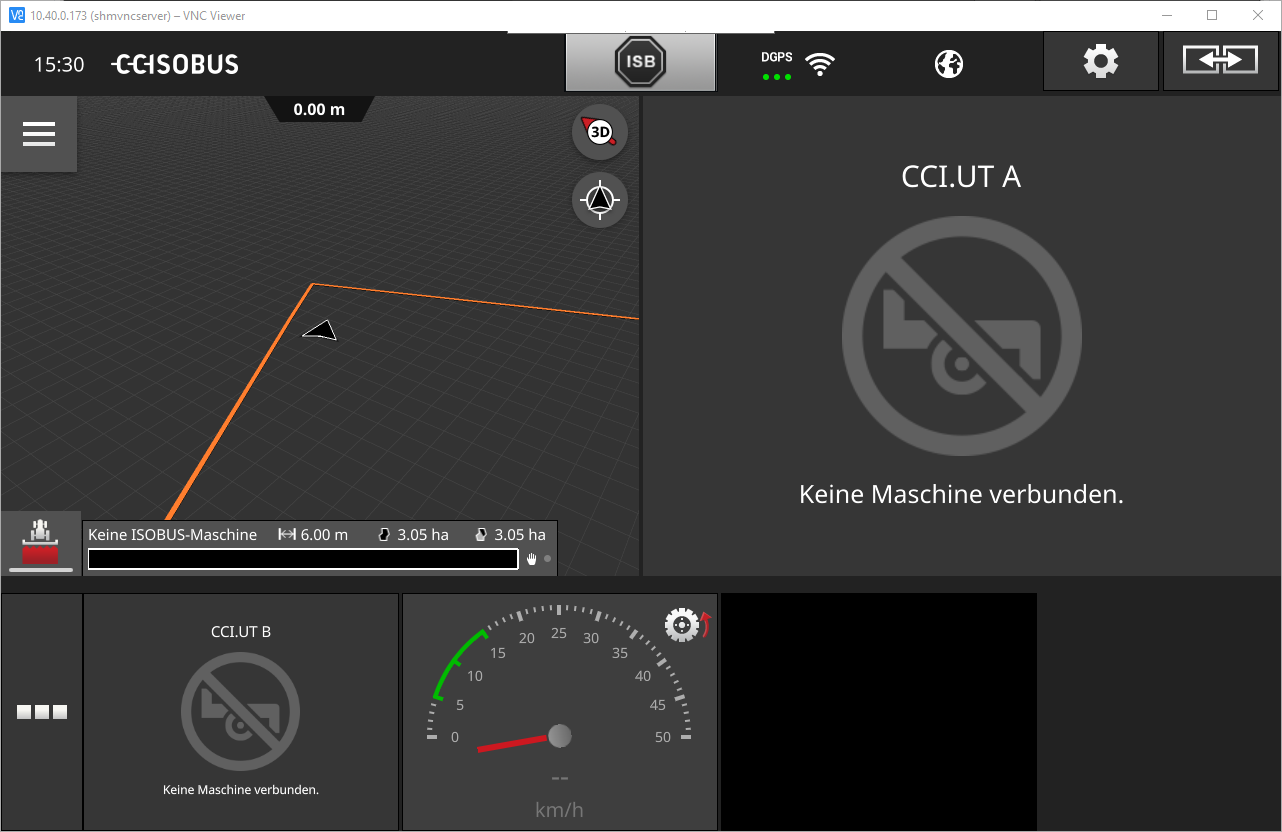 10.40.0.173 (shmvncserver) – VNC Viewer
15:30
CCISOBUS
ISB
DGPS
0.00 m
3D
CCI.UT A
Keine Maschine verbunden.
Keine ISOBUS-Maschine 6.00 m 3.05 ha 3.05 ha
CCI.UT B
Keine Maschine verbunden.
0 5 10 15 20 25 30 35 40 45 50
--
km/h